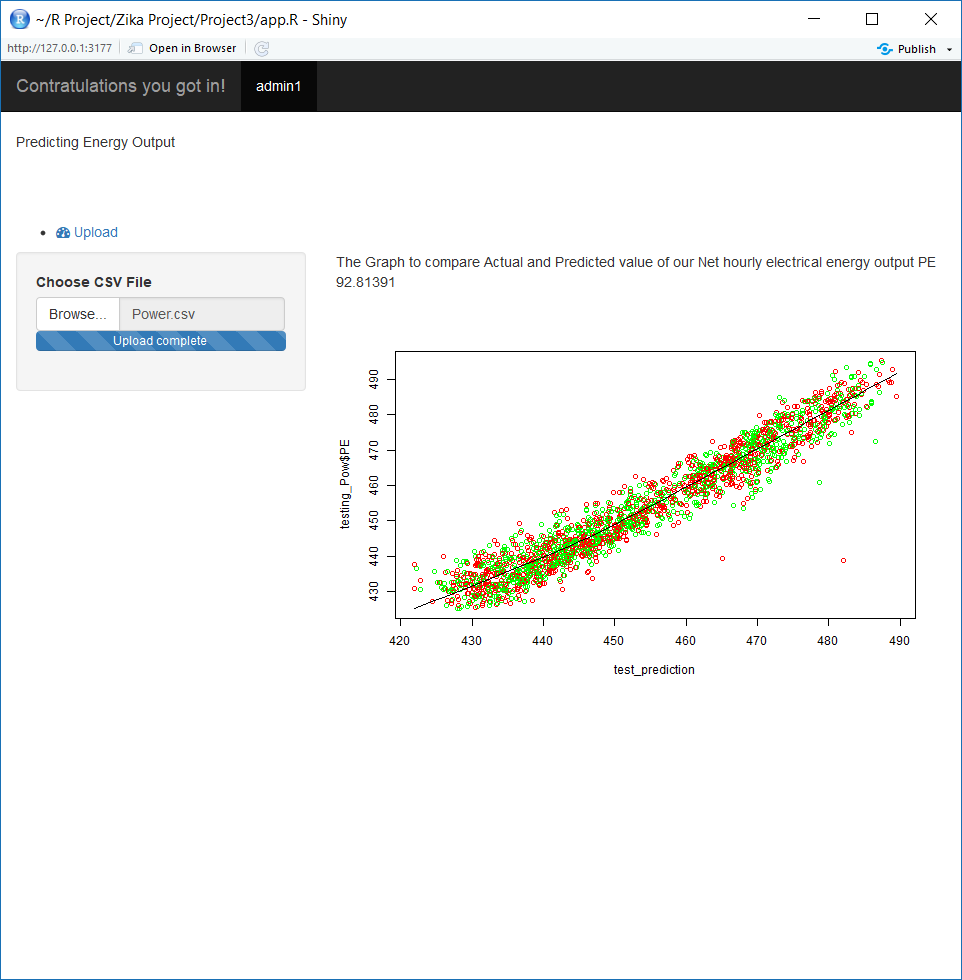 ~/R Project/Zika Project/Project3/app.R - Shiny
http://127.0.0.1:3177 Open in Browser Publish
Contratulations you got in! admin1
Predicting Energy Output
Upload
Choose CSV File
Browse... Power.csv
Upload complete
The Graph to compare Actual and Predicted value of our Net hourly electrical energy output PE
92.81391
testing_Pow$PE
490
480
470
460
450
440
430
420 430 440 450 460 470 480 490
test_prediction